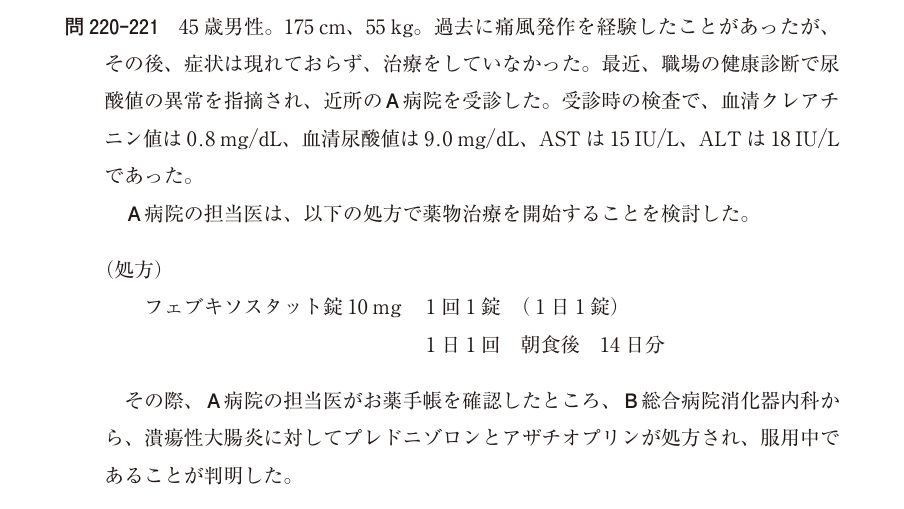 問 220-221　45 歳男性。175 cm、55 kg。過去に痛風発作を経験したことがあったが、
その後、症状は現れておらず、治療をしていなかった。最近、職場の健康診断で尿
酸値の異常を指摘され、近所のA病院を受診した。受診時の検査で、血清クレアチ
ニン値は 0.8 mg/dL、血清尿酸値は 9.0 mg/dL、AST は 15 IU/L、ALT は 18 IU/L
であった。
A病院の担当医は、以下の処方で薬物治療を開始することを検討した。
（処方）
フェブキソスタット錠 10 mg　1 回 1 錠　（1 日 1 錠）
1 日 1 回　朝食後　14 日分
その際、A病院の担当医がお薬手帳を確認したところ、B総合病院消化器内科か
ら、潰瘍性大腸炎に対してプレドニゾロンとアザチオプリンが処方され、服用中で
あることが判明した。